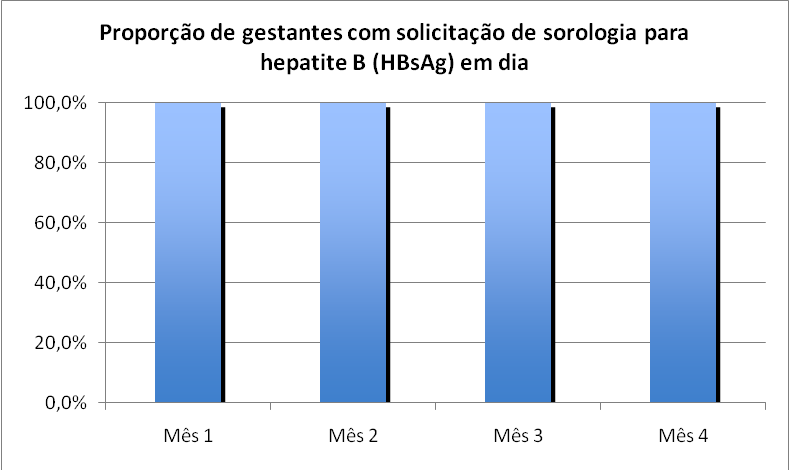 Proporção de gestantes com solicitação de sorologia para
hepatite B (HBsAg) em dia
100,0%
80,0%
60,0%
40,0%
20,0%
0,0%
Mês 1 Mês 2 Mês 3 Mês 4